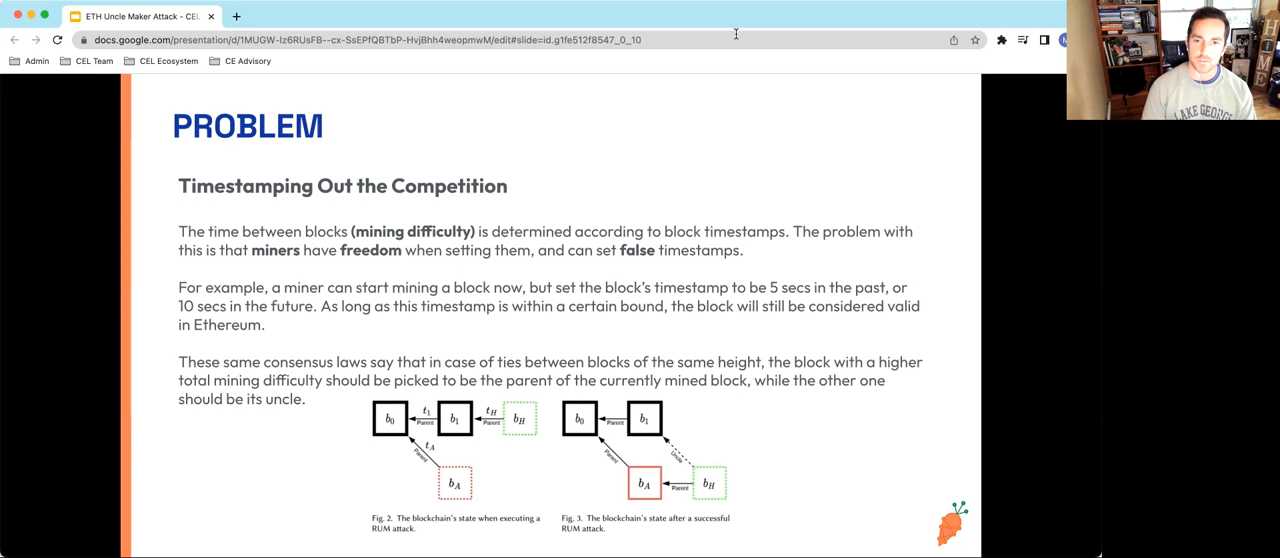 ETH Uncle Maker Attack - CEL
docs.google.com/presentation/d/1MUGW-Iz6RUsFB--cx-SsEPfQBTbP-HvjBhh4weopmwM/edit#slide=id.g1fe512f8547_0_10
Admin CEL Team CEL Ecosystem CE Advisory
HOME
LAKE GEORGE
PROBLEM
Timestamping Out the Competition
The time between blocks (mining difficulty) is determined according to block timestamps. The problem with
this is that miners have freedom when setting them, and can set false timestamps.
For example, a miner can start mining a block now, but set the block's timestamp to be 5 secs in the past, or
10 secs in the future. As long as this timestamp is within a certain bound, the block will still be considered valid
in Ethereum.
These same consensus laws say that in case of ties between blocks of the same height, the block with a higher
total mining difficulty should be picked to be the parent of the currently mined block, while the other one
should be its uncle.
b0 t1 Parent b1 tH Parent bH
tA Parent
bA
b0 Parent b1
Parent Uncle
bA Parent bH
Fig. 2. The blockchain's state when executing a
RUM attack.
Fig. 3. The blockchain's state after a successful
RUM attack.